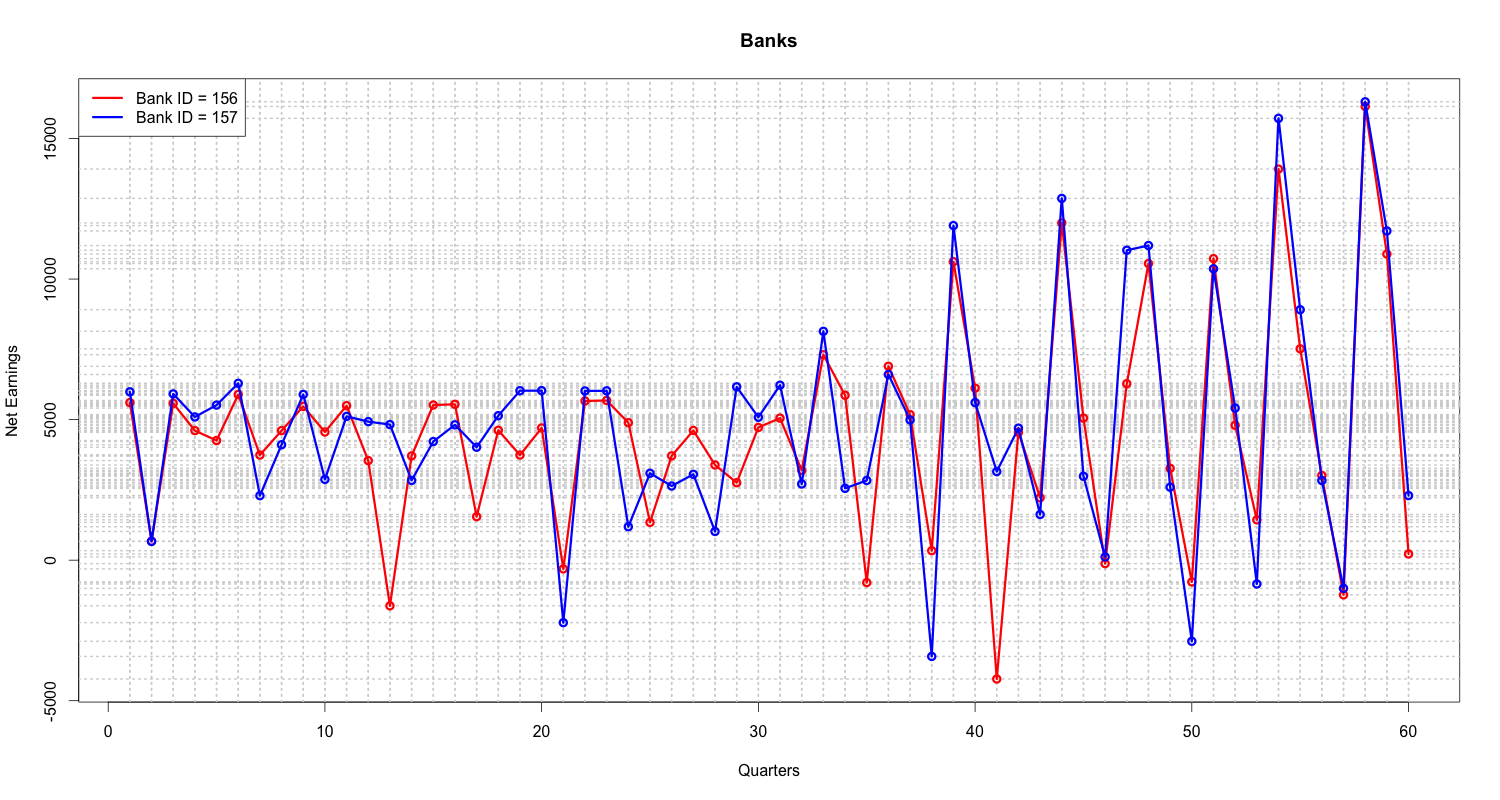 Banks
Bank ID = 156
Bank ID = 157
Net Earnings
15000
10000
5000
0
-5000
0 10 20 30 40 50 60
Quarters